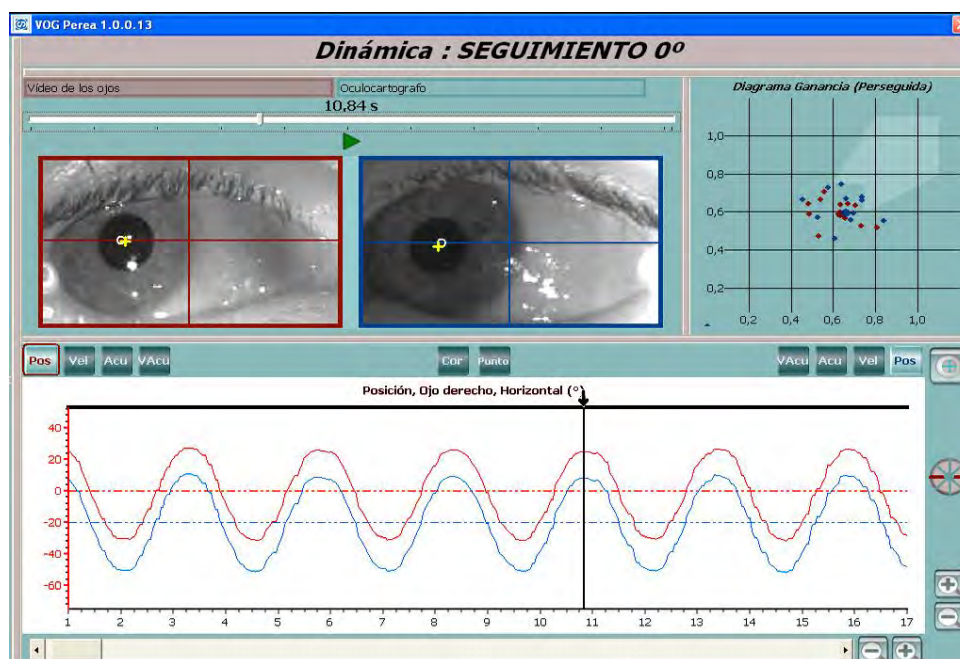 VOG Perea 1.0.0.13
Dinámica : SEGUIMIENTO 0º
Vídeo de los ojos
Oculocartografo
10,84 s
Diagrama Ganancia (Perseguida)
1,0
0,8
0,6
0,4
0,2
0,2 0,4 0,6 0,8 1,0
Pos Vel Acu VAcu Cor Punto VAcu Acu Vel Pos
Posición, Ojo derecho, Horizontal (°)
40
20
0
-20
-40
-60
1 2 3 4 5 6 7 8 9 10 11 12 13 14 15 16 17